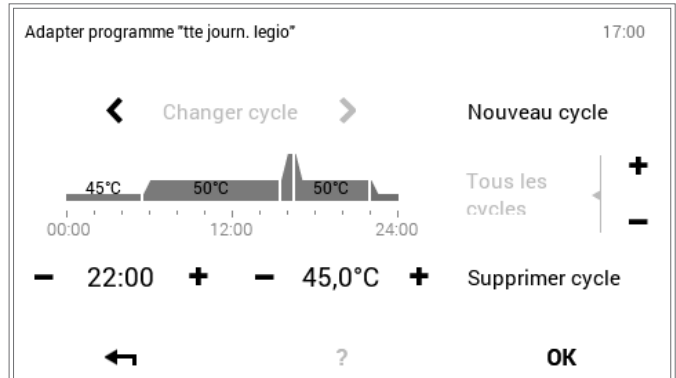 Adapter programme "tte journ. legio" 17:00
Changer cycle
Nouveau cycle
45°C 50°C 50°C
Tous les
cycles
00:00 12:00 24:00
− 22:00 + − 45,0°C + Supprimer cycle
? OK